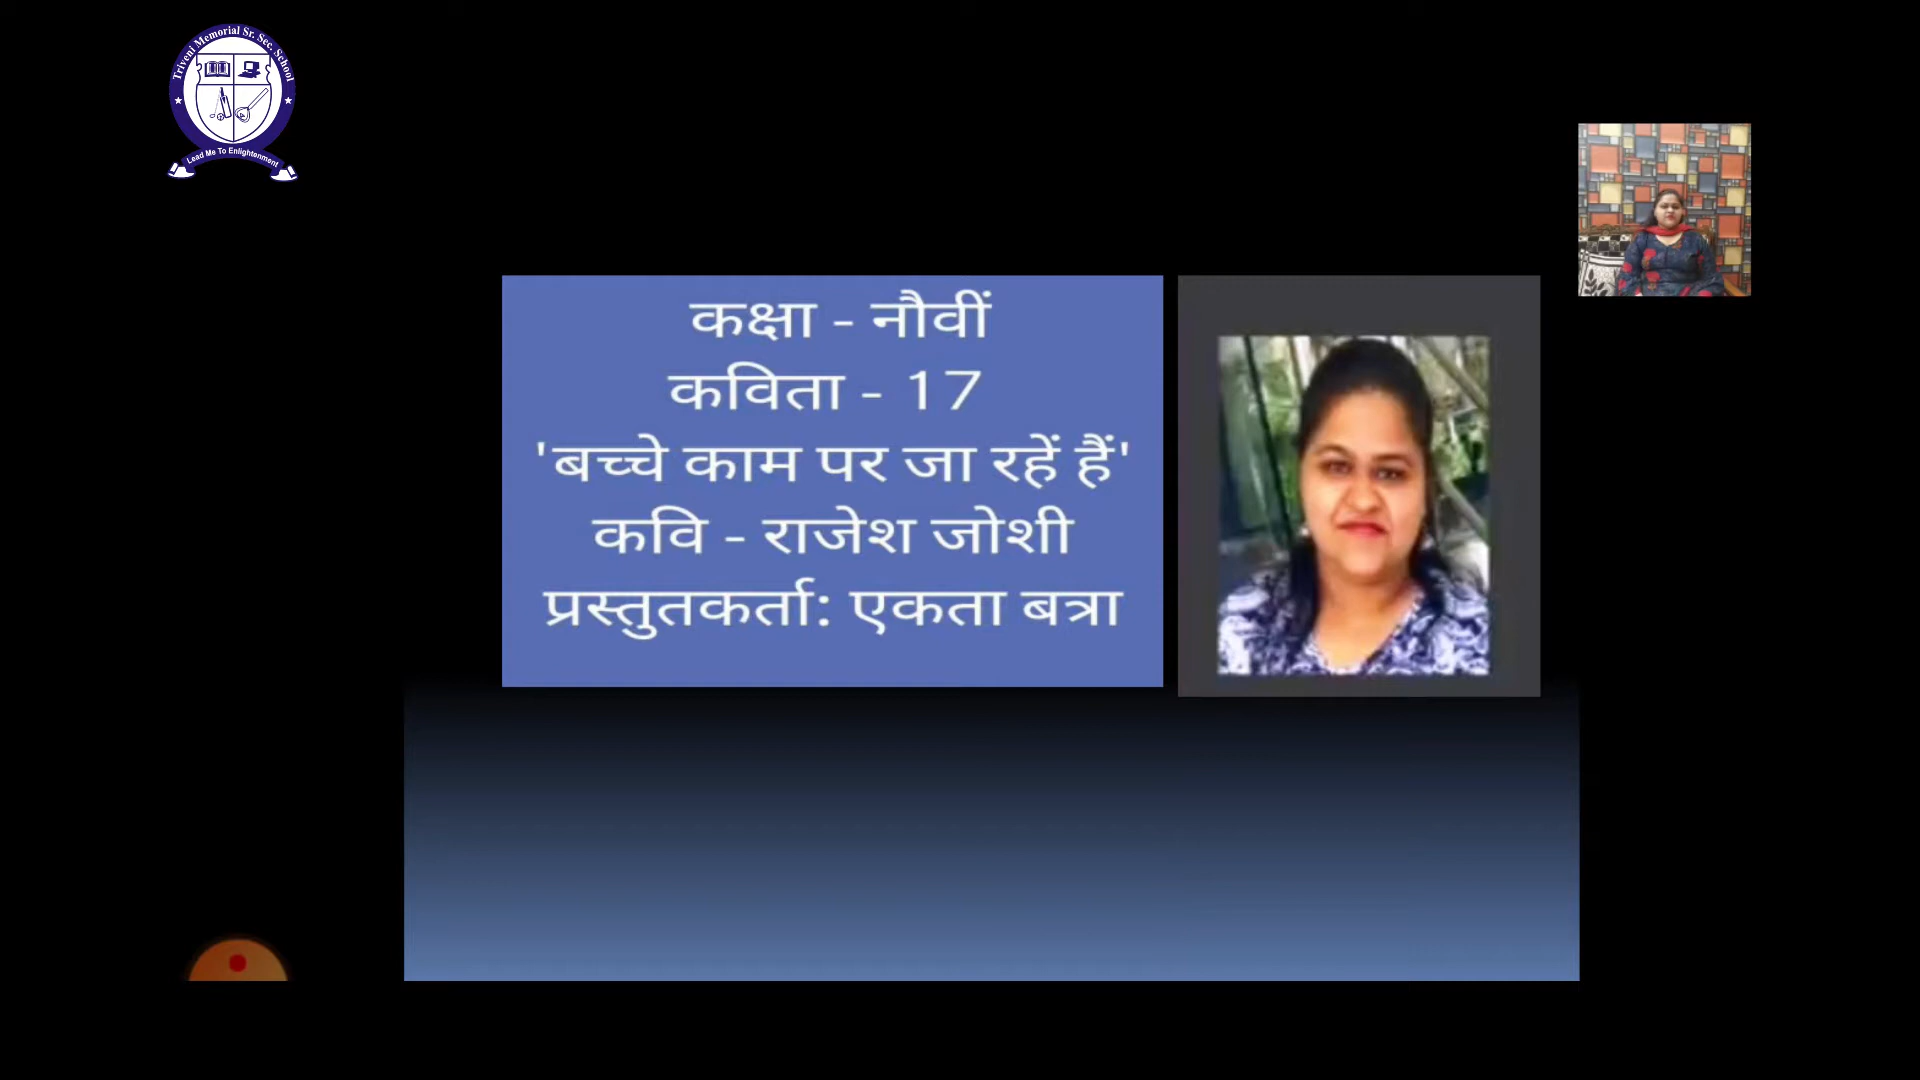 Triveni Memorial Sr. Sec. School
Lead Me To Enlightenment
कक्षा - नौवीं
कविता - 17
'बच्चे काम पर जा रहें हैं'
कवि - राजेश जोशी
प्रस्तुतकर्ता: एकता बत्रा